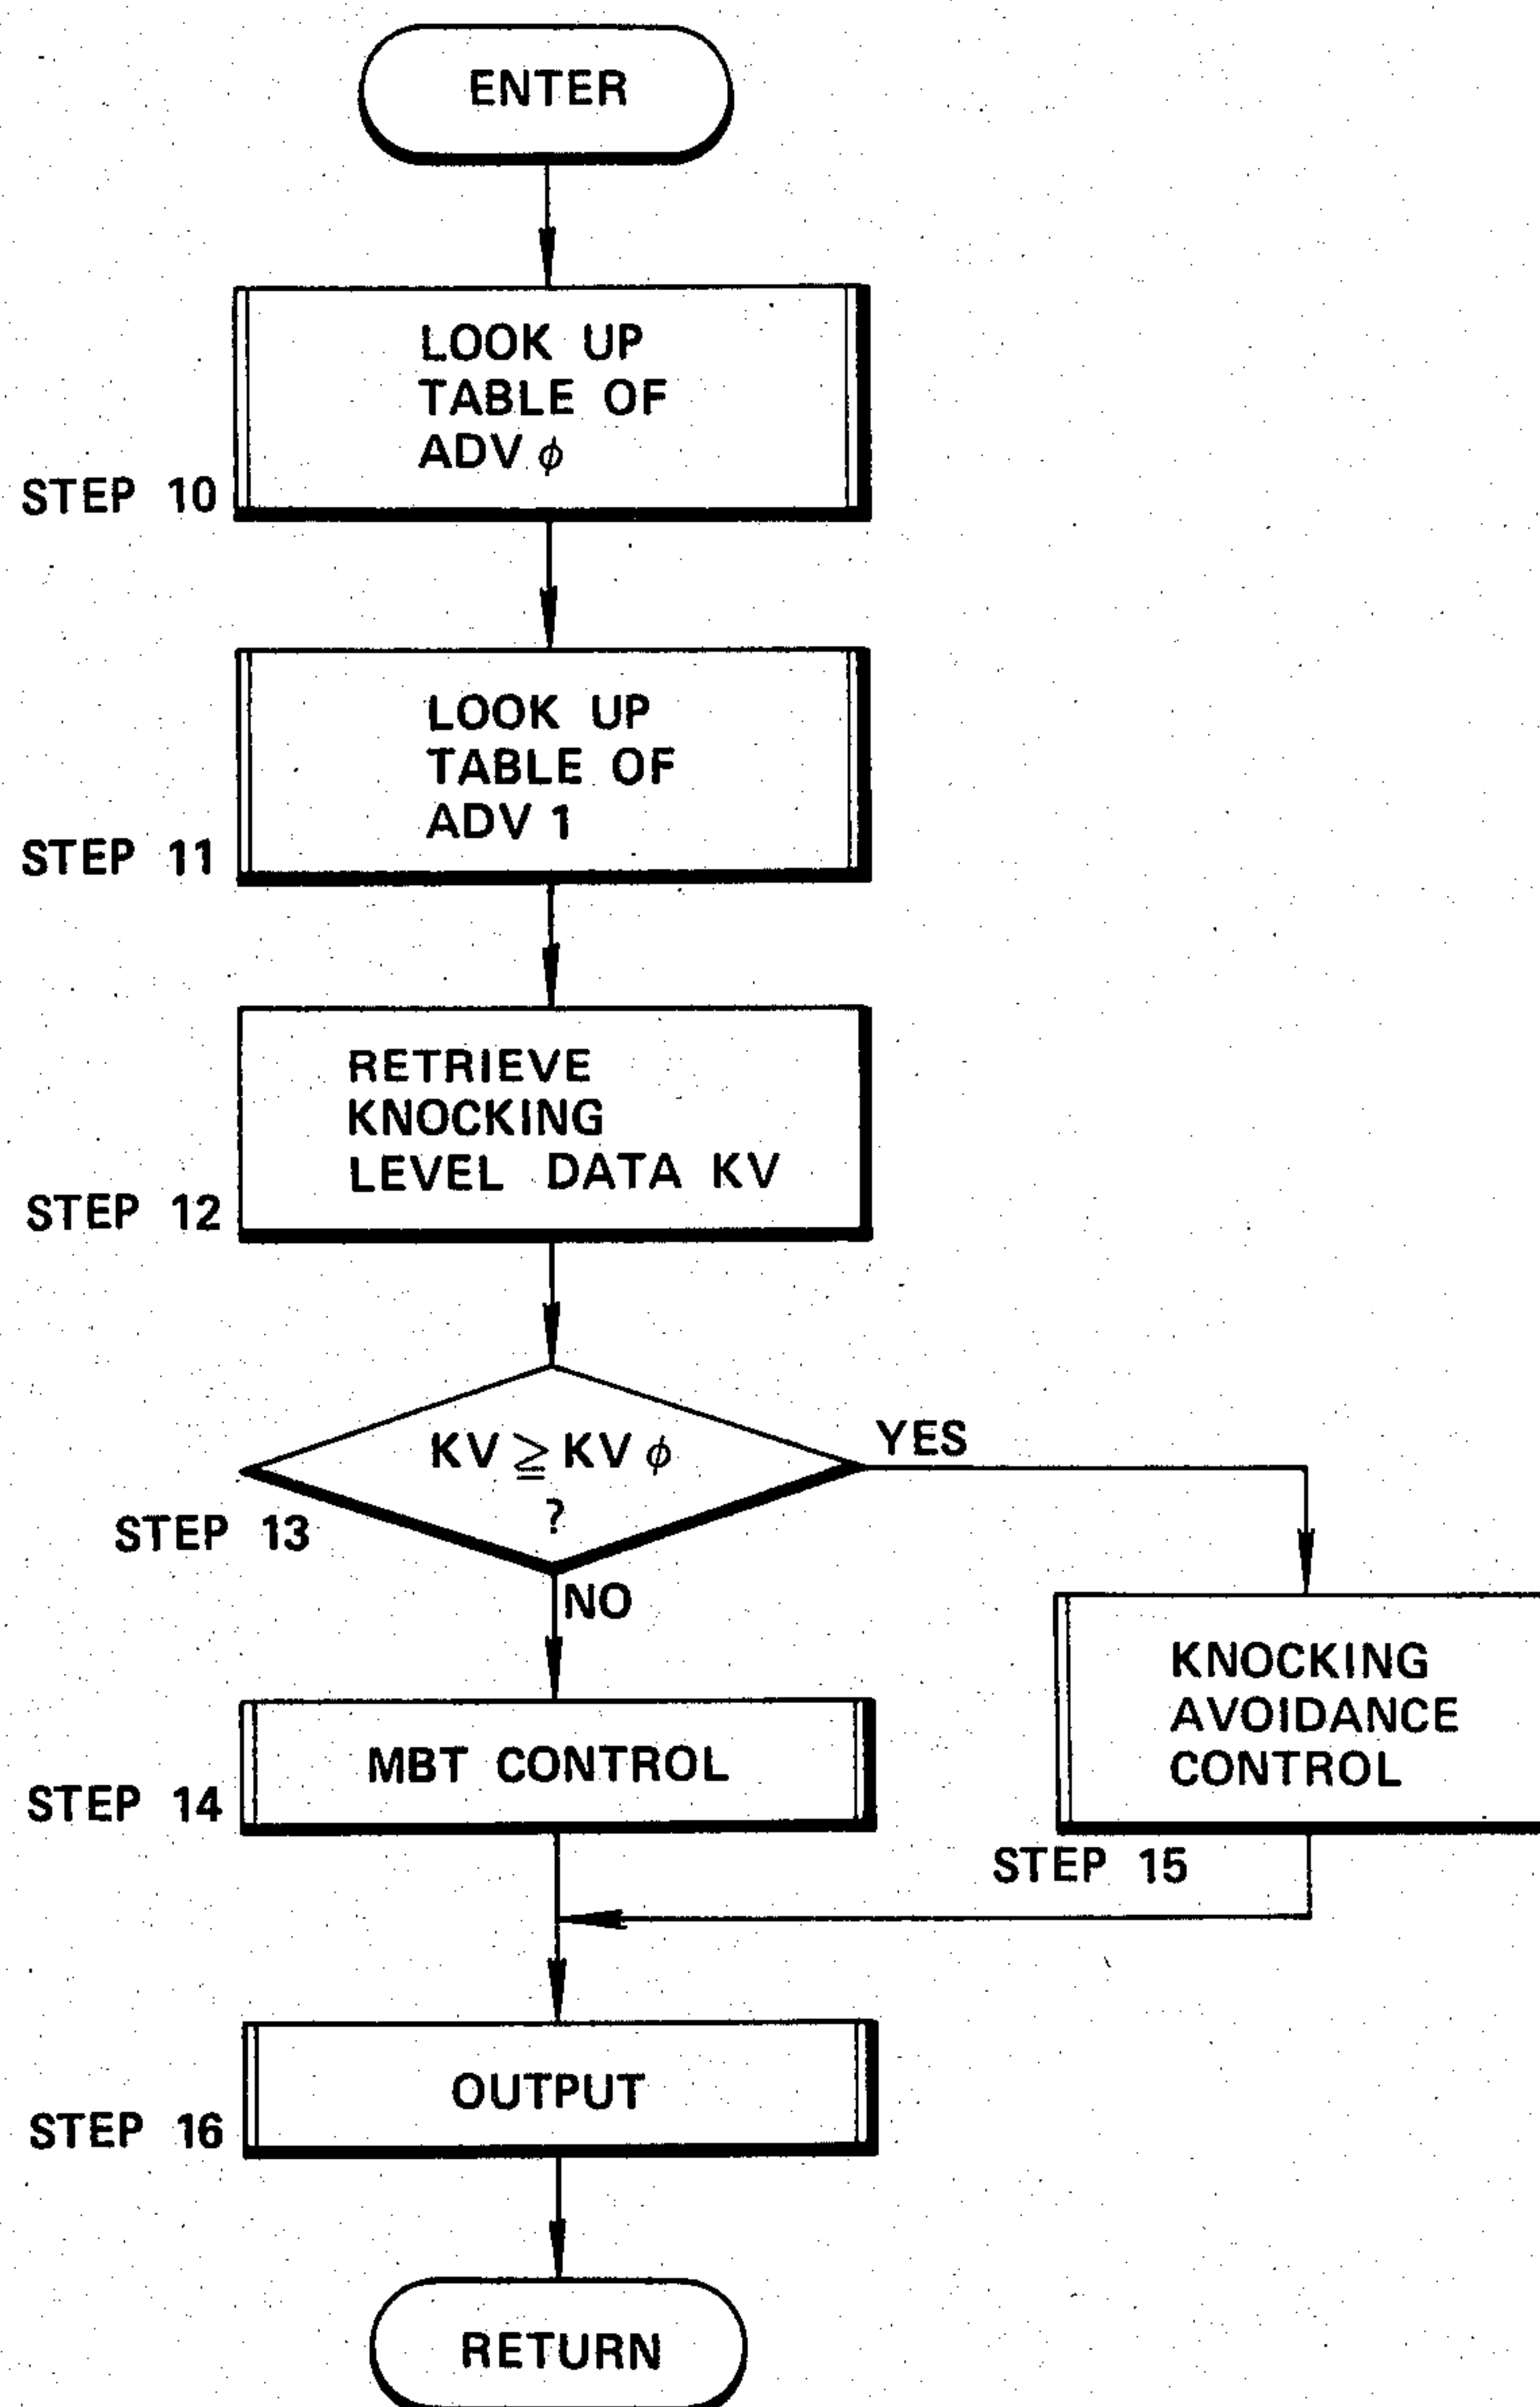 ENTER
LOOK UP
TABLE OF
ADV ϕ
STEP 10
LOOK UP
TABLE OF
ADV 1
STEP 11
RETRIEVE
KNOCKING
LEVEL DATA KV
STEP 12
KV ≧ KV ϕ
?
YES
STEP 13
NO
KNOCKING
AVOIDANCE
CONTROL
MBT CONTROL
STEP 14
STEP 15
OUTPUT
STEP 16
RETURN